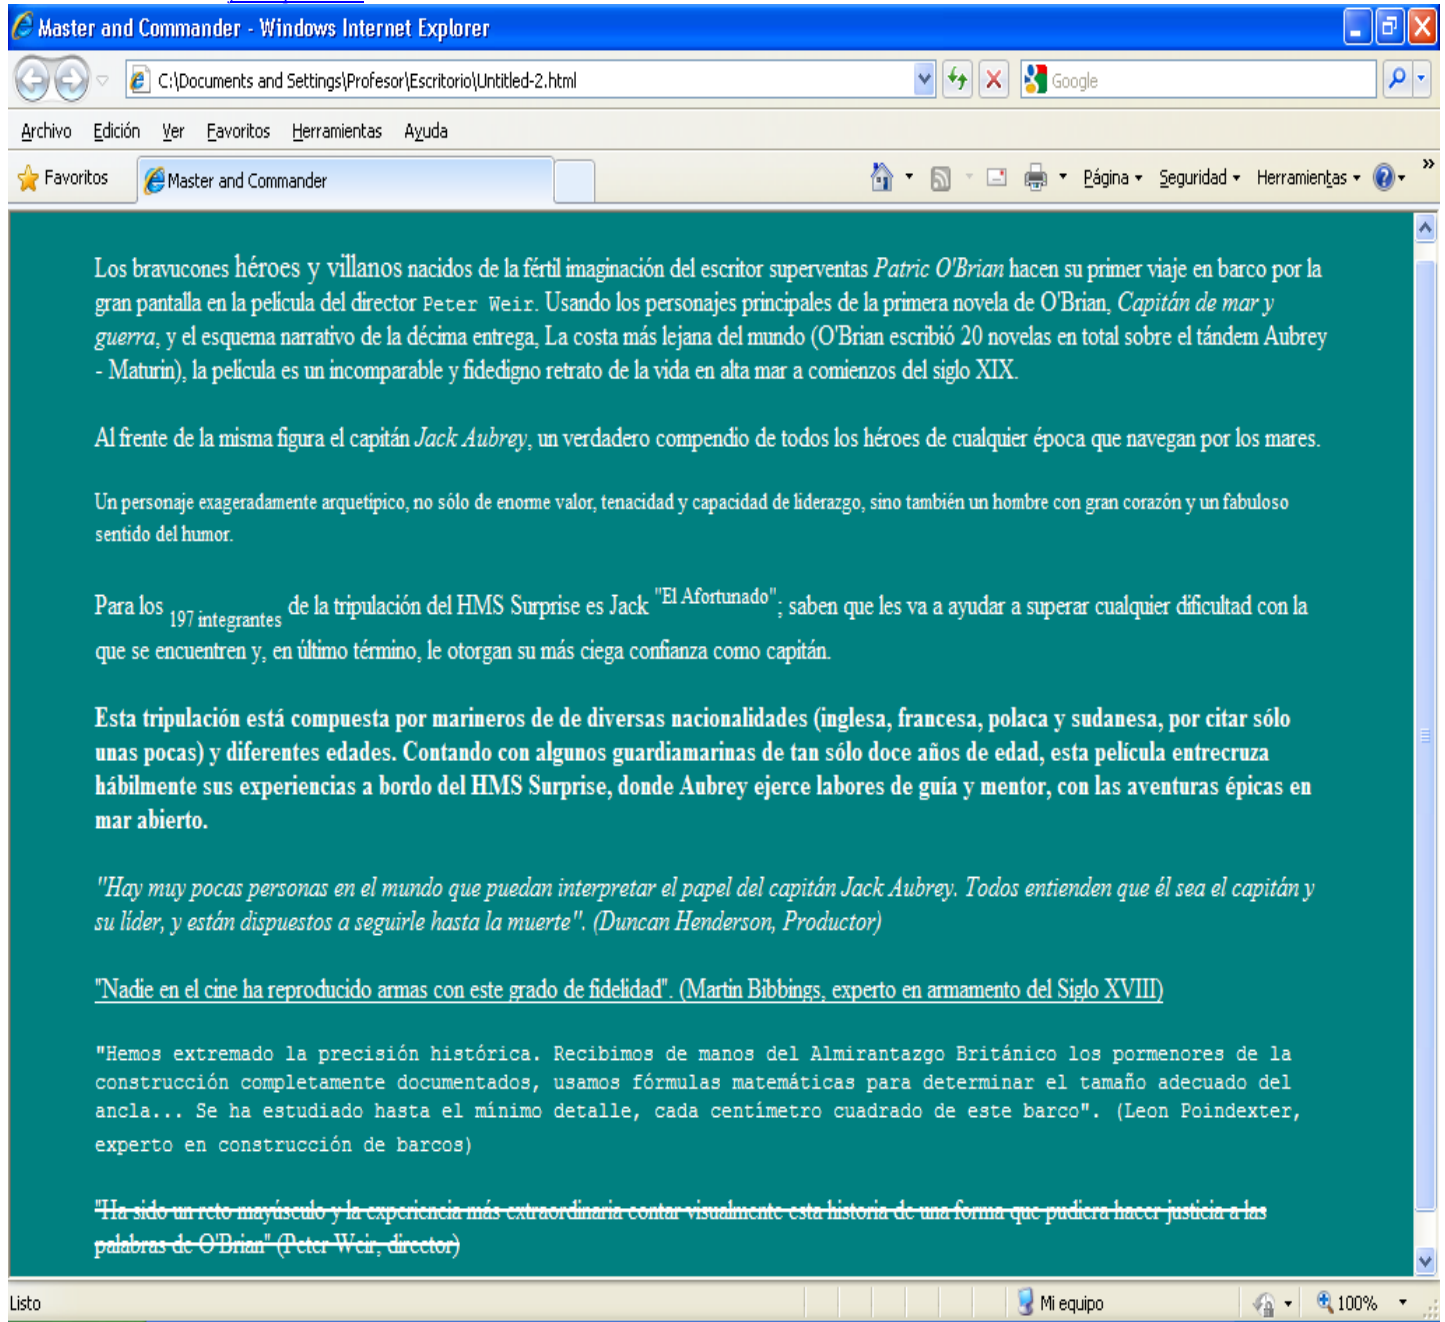 Master and Commander - Windows Internet Explorer
C:\Documents and Settings\Profesor\Escritorio\Untitled-2.html
Google
Archivo Edición Ver Favoritos Herramientas Ayuda
Favoritos Master and Commander Página Seguridad Herramientas »
Los bravucones héroes y villanos nacidos de la fértil imaginación del escritor superventas Patric O'Brian hacen su primer viaje en barco por la
gran pantalla en la película del director Peter Weir. Usando los personajes principales de la primera novela de O'Brian, Capitán de mar y
guerra, y el esquema narrativo de la décima entrega, La costa más lejana del mundo (O'Brian escribió 20 novelas en total sobre el tándem Aubrey
- Maturin), la película es un incomparable y fidedigno retrato de la vida en alta mar a comienzos del siglo XIX.
Al frente de la misma figura el capitán Jack Aubrey, un verdadero compendio de todos los héroes de cualquier época que navegan por los mares.
Un personaje exageradamente arquetípico, no sólo de enorme valor, tenacidad y capacidad de liderazgo, sino también un hombre con gran corazón y un fabuloso
sentido del humor.
Para los 197 integrantes de la tripulación del HMS Surprise es Jack "El Afortunado"; saben que les va a ayudar a superar cualquier dificultad con la
que se encuentren y, en último término, le otorgan su más ciega confianza como capitán.
Esta tripulación está compuesta por marineros de de diversas nacionalidades (inglesa, francesa, polaca y sudanesa, por citar sólo
unas pocas) y diferentes edades. Contando con algunos guardiamarinas de tan sólo doce años de edad, esta película entrecruza
hábilmente sus experiencias a bordo del HMS Surprise, donde Aubrey ejerce labores de guía y mentor, con las aventuras épicas en
mar abierto.
"Hay muy pocas personas en el mundo que puedan interpretar el papel del capitán Jack Aubrey. Todos entienden que él sea el capitán y
su líder, y están dispuestos a seguirle hasta la muerte". (Duncan Henderson, Productor)
"Nadie en el cine ha reproducido armas con este grado de fidelidad". (Martin Bibbings, experto en armamento del Siglo XVIII)
"Hemos extremado la precisión histórica. Recibimos de manos del Almirantazgo Británico los pormenores de la
construcción completamente documentados, usamos fórmulas matemáticas para determinar el tamaño adecuado del
ancla... Se ha estudiado hasta el mínimo detalle, cada centímetro cuadrado de este barco". (Leon Poindexter,
experto en construcción de barcos)
"Ha sido un reto mayúsculo y la experiencia más extraordinaria contar visualmente esta historia de una forma que pudiera hacer justicia a las
palabras de O'Brian" (Peter Weir, director)
Listo Mi equipo 100%